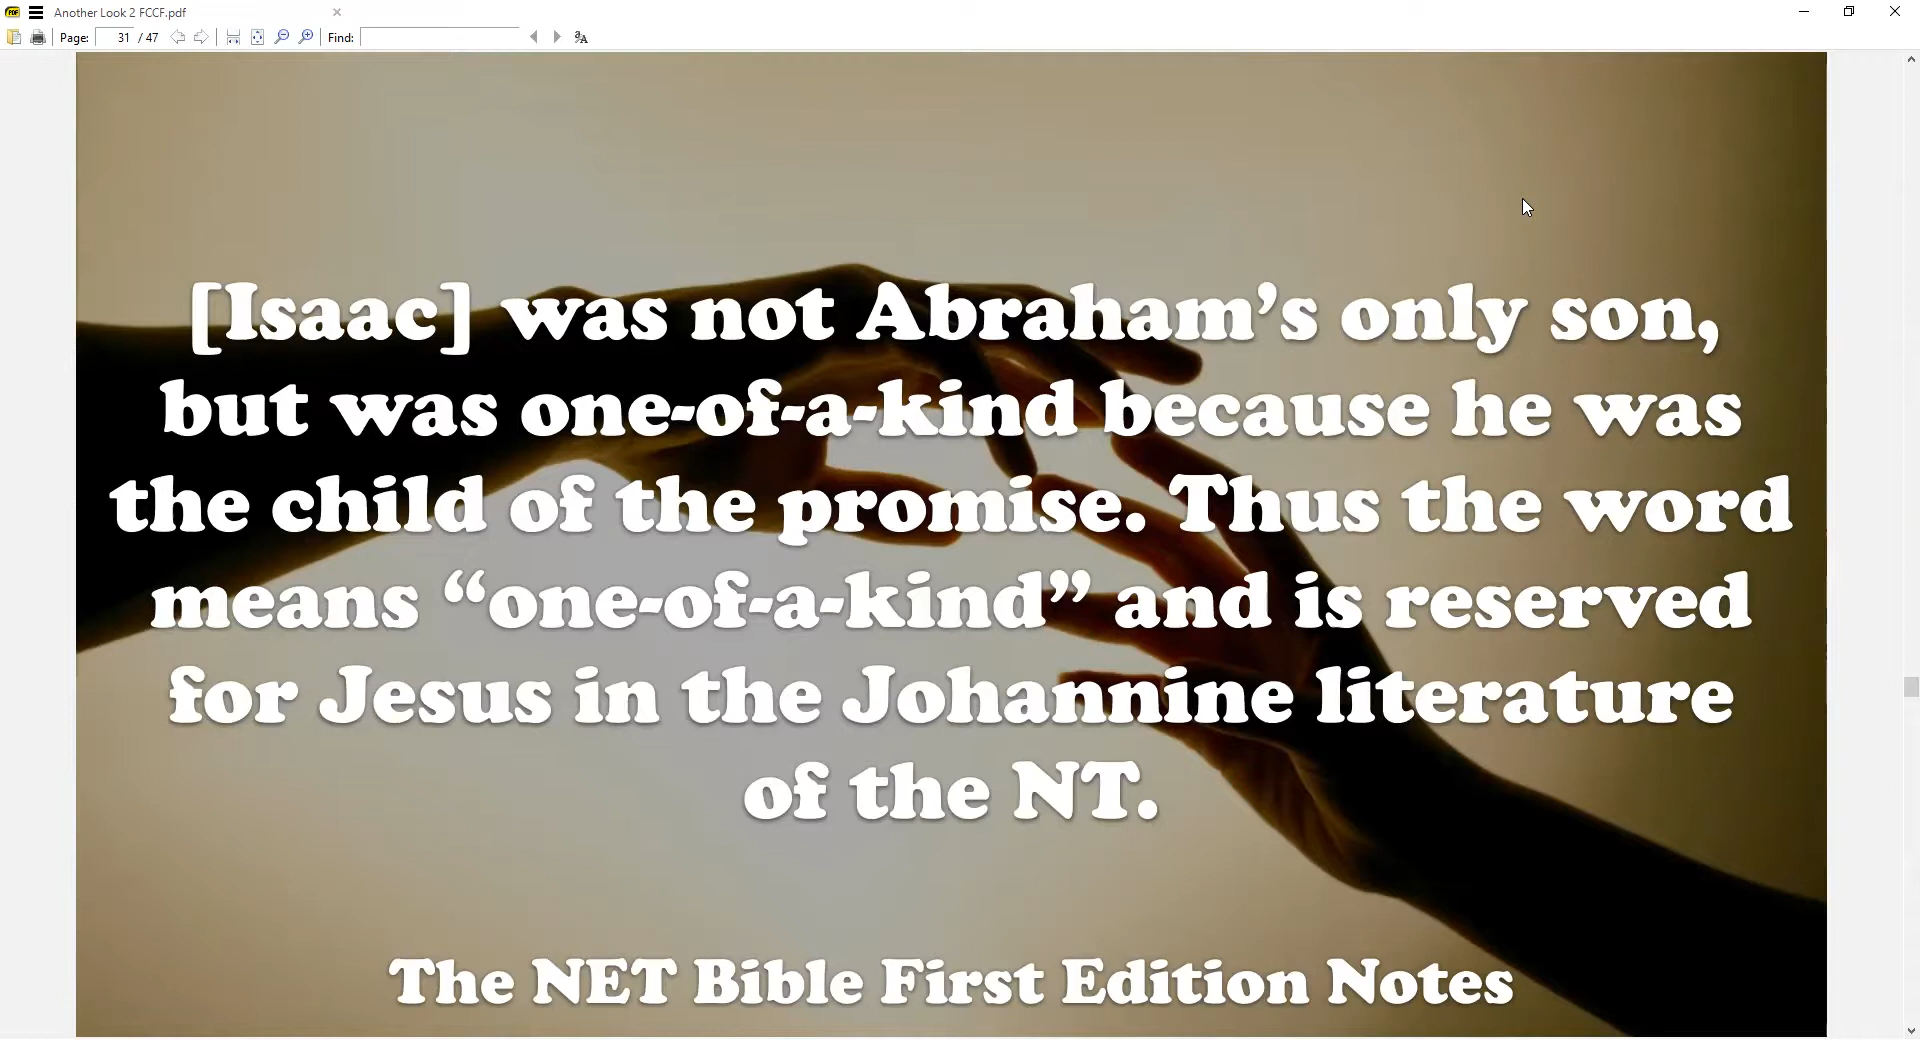 Another Look 2 FCCF.pdf
Page: 31 / 47 Find:
[Isaac] was not Abraham’s only son,
but was one-of-a-kind because he was
the child of the promise. Thus the word
means “one-of-a-kind” and is reserved
for Jesus in the Johannine literature
of the NT.
The NET Bible First Edition Notes